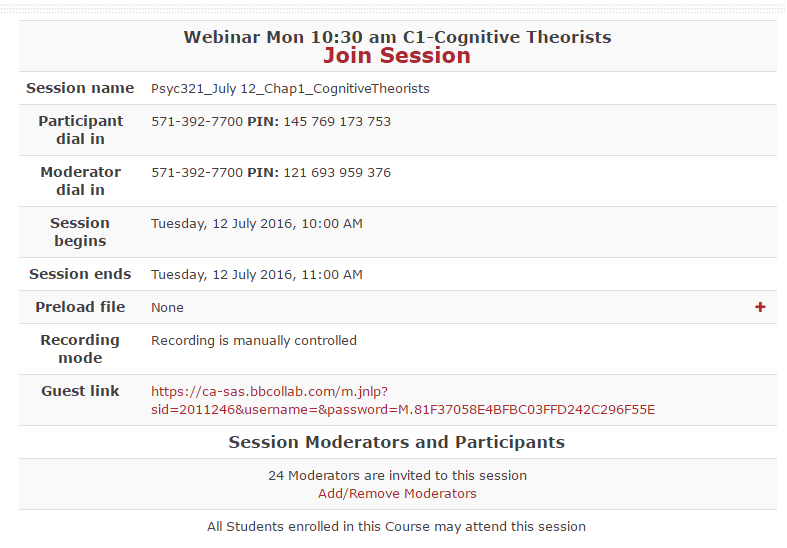 Webinar Mon 10:30 am C1-Cognitive Theorists
Join Session
Session name Psyc321_July 12_Chap1_CognitiveTheorists
Participant dial in 571-392-7700 PIN: 145 769 173 753
Moderator dial in 571-392-7700 PIN: 121 693 959 376
Session begins Tuesday, 12 July 2016, 10:00 AM
Session ends Tuesday, 12 July 2016, 11:00 AM
Preload file None +
Recording mode Recording is manually controlled
Guest link https://ca-sas.bbcollab.com/m.jnlp?
sid=2011246&username=&password=M.81F37058E4BFBC03FFD242C296F55E
Session Moderators and Participants
24 Moderators are invited to this session
Add/Remove Moderators
All Students enrolled in this Course may attend this session